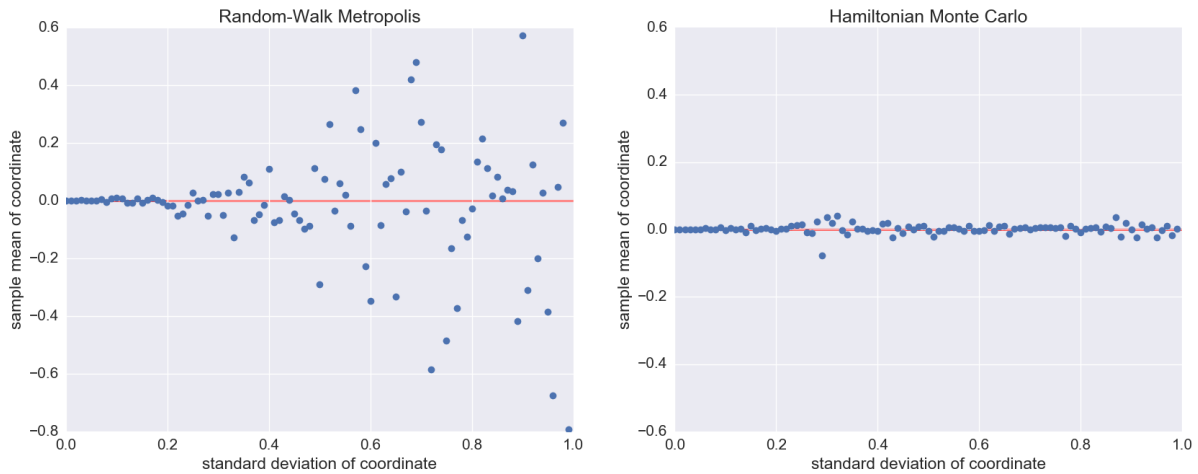 Random-Walk Metropolis
0.6
0.4
0.2
0.0
−0.2
−0.4
−0.6
−0.8
sample mean of coordinate
0.0 0.2 0.4 0.6 0.8 1.0
standard deviation of coordinate
Hamiltonian Monte Carlo
0.6
0.4
0.2
0.0
−0.2
−0.4
−0.6
sample mean of coordinate
0.0 0.2 0.4 0.6 0.8 1.0
standard deviation of coordinate